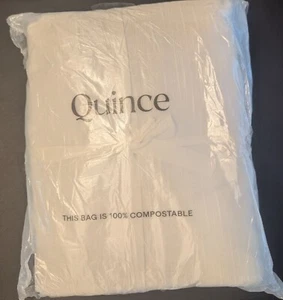 Quince
THIS BAG IS 100% COMPOSTABLE